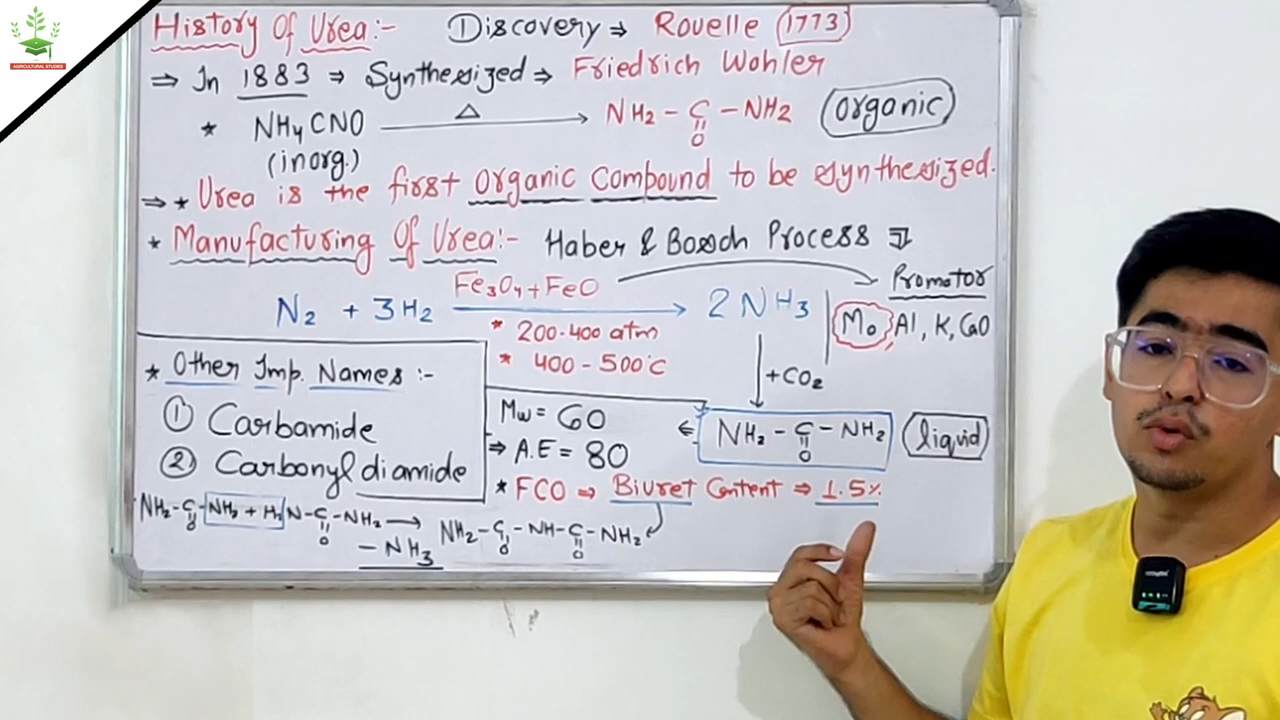 AGRICULTURAL STUDIES
History Of Urea:- Discovery ⇒ Rouelle (1773)
⇒ In 1883 ⇒ Synthesized ⇒ Friedrich Wohler
* NH4CNO —Δ→ NH2 - C - NH2 (organic)
(inorg.) O
⇒ * Urea is the first organic compound to be synthesized.
* Manufacturing Of Urea:- Haber & Bosch Process
Fe3O4+FeO Promotor
N2 + 3H2 → 2NH3 Mo, Al, K, CaO
* 200-400 atm
* 400 - 500°C
+CO2
NH2 - C - NH2 (liquid)
O
* Other Imp. Names :-
① Carbamide
② Carbonyldiamide
Mw = 60
⇒ A.E = 80
* FCO ⇒ Biuret Content ⇒ 1.5%
NH2-C-NH2 + H2N-C-NH2 → NH2-C-NH-C-NH2
O O O O
- NH3